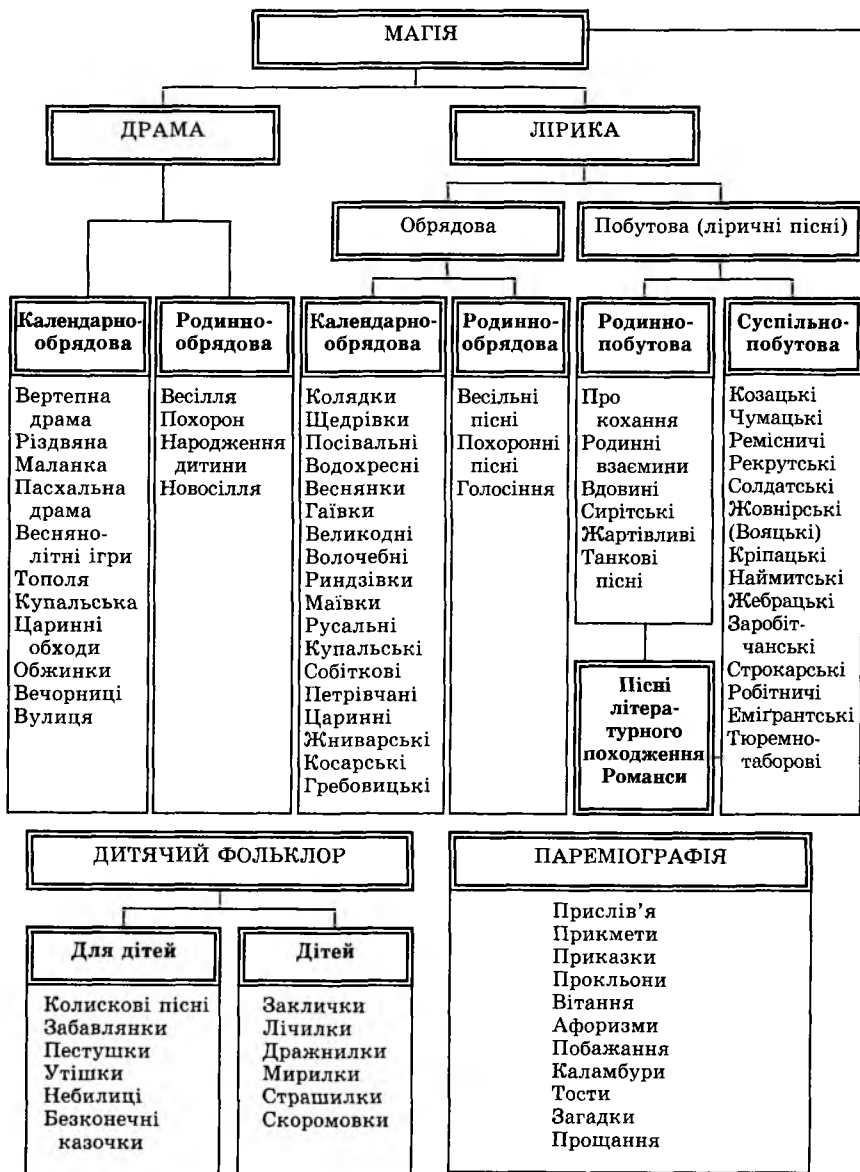 МАГІЯ
ДРАМА
ЛІРИКА
Обрядова
Побутова (ліричні пісні)
Календарно-
обрядова
Вертепна
драма
Різдвяна
Маланка
Пасхальна
драма
Весняно-
літні ігри
Тополя
Купальська
Царинні
обходи
Обжинки
Вечорниці
Вулиця
Родинно-
обрядова
Весілля
Похорон
Народження
дитини
Новосілля
Календарно-
обрядова
Колядки
Щедрівки
Посівальні
Водохресні
Веснянки
Гаївки
Великодні
Волочебні
Риндзівки
Маївки
Русальні
Купальські
Собіткові
Петрівчані
Царинні
Жниварські
Косарські
Гребовицькі
Родинно-
обрядова
Весільні
пісні
Похоронні
пісні
Голосіння
Родинно-
побутова
Про
кохання
Родинні
взаємини
Вдовині
Сирітські
Жартівливі
Танкові
пісні
Пісні
літера-
турного
походження
Романси
Суспільно-
побутова
Козацькі
Чумацькі
Ремісничі
Рекрутські
Солдатські
Жовнірські
(Вояцькі)
Кріпацькі
Наймитські
Жебрацькі
Заробіт-
чанські
Строкарські
Робітничі
Еміґрантські
Тюремно-
таборові
ДИТЯЧИЙ ФОЛЬКЛОР
Для дітей
Колискові пісні
Забавлянки
Пестушки
Утішки
Небилиці
Безконечні
казочки
Дітей
Заклички
Лічилки
Дражнилки
Мирилки
Страшилки
Скоромовки
ПАРЕМІОГРАФІЯ
Прислів'я
Прикмети
Приказки
Прокльони
Вітання
Афоризми
Побажання
Каламбури
Тости
Загадки
Прощання